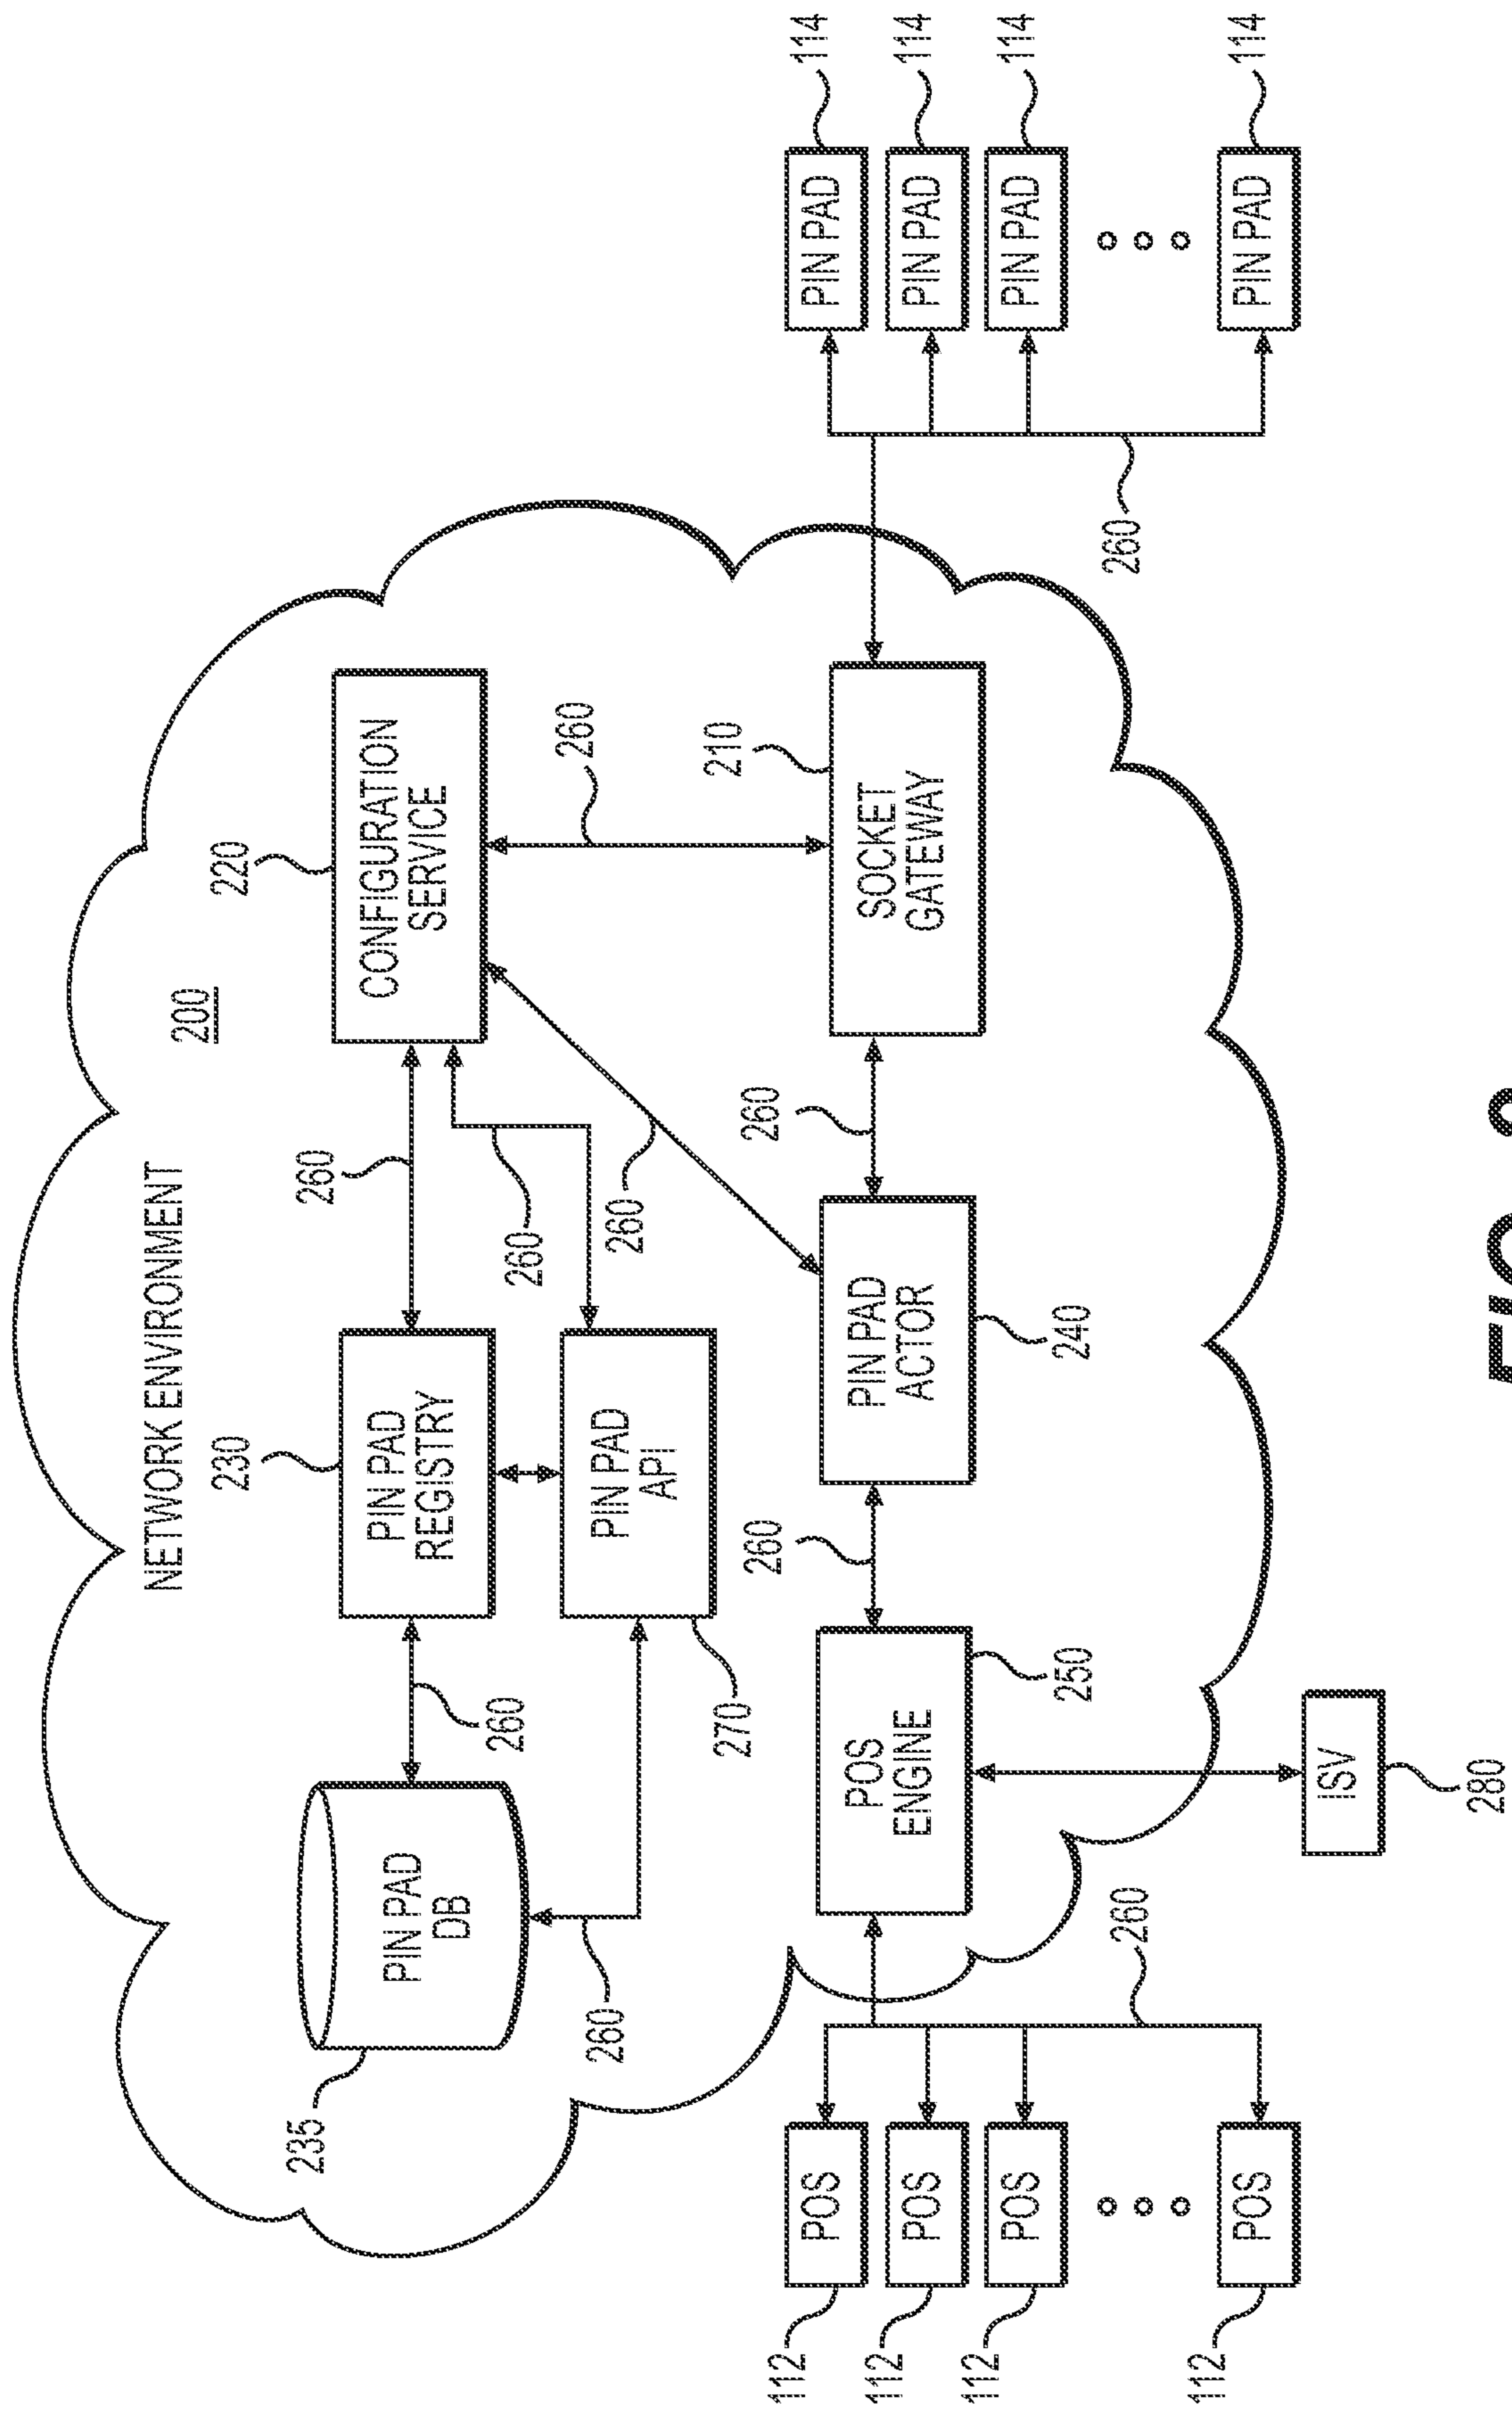 NETWORK ENVIRONMENT
200
230
220
235
260
PIN PAD
DB
PIN PAD
REGISTRY
CONFIGURATION
SERVICE
260
260
260
260
260
PIN PAD
API
270
210
260
260
112
POS
POS
ENGINE
PIN PAD
ACTOR
SOCKET
GATEWAY
PIN PAD
114
112
POS
PIN PAD
114
112
POS
PIN PAD
114
250
240
260
260
112
POS
PIN PAD
114
ISV
280